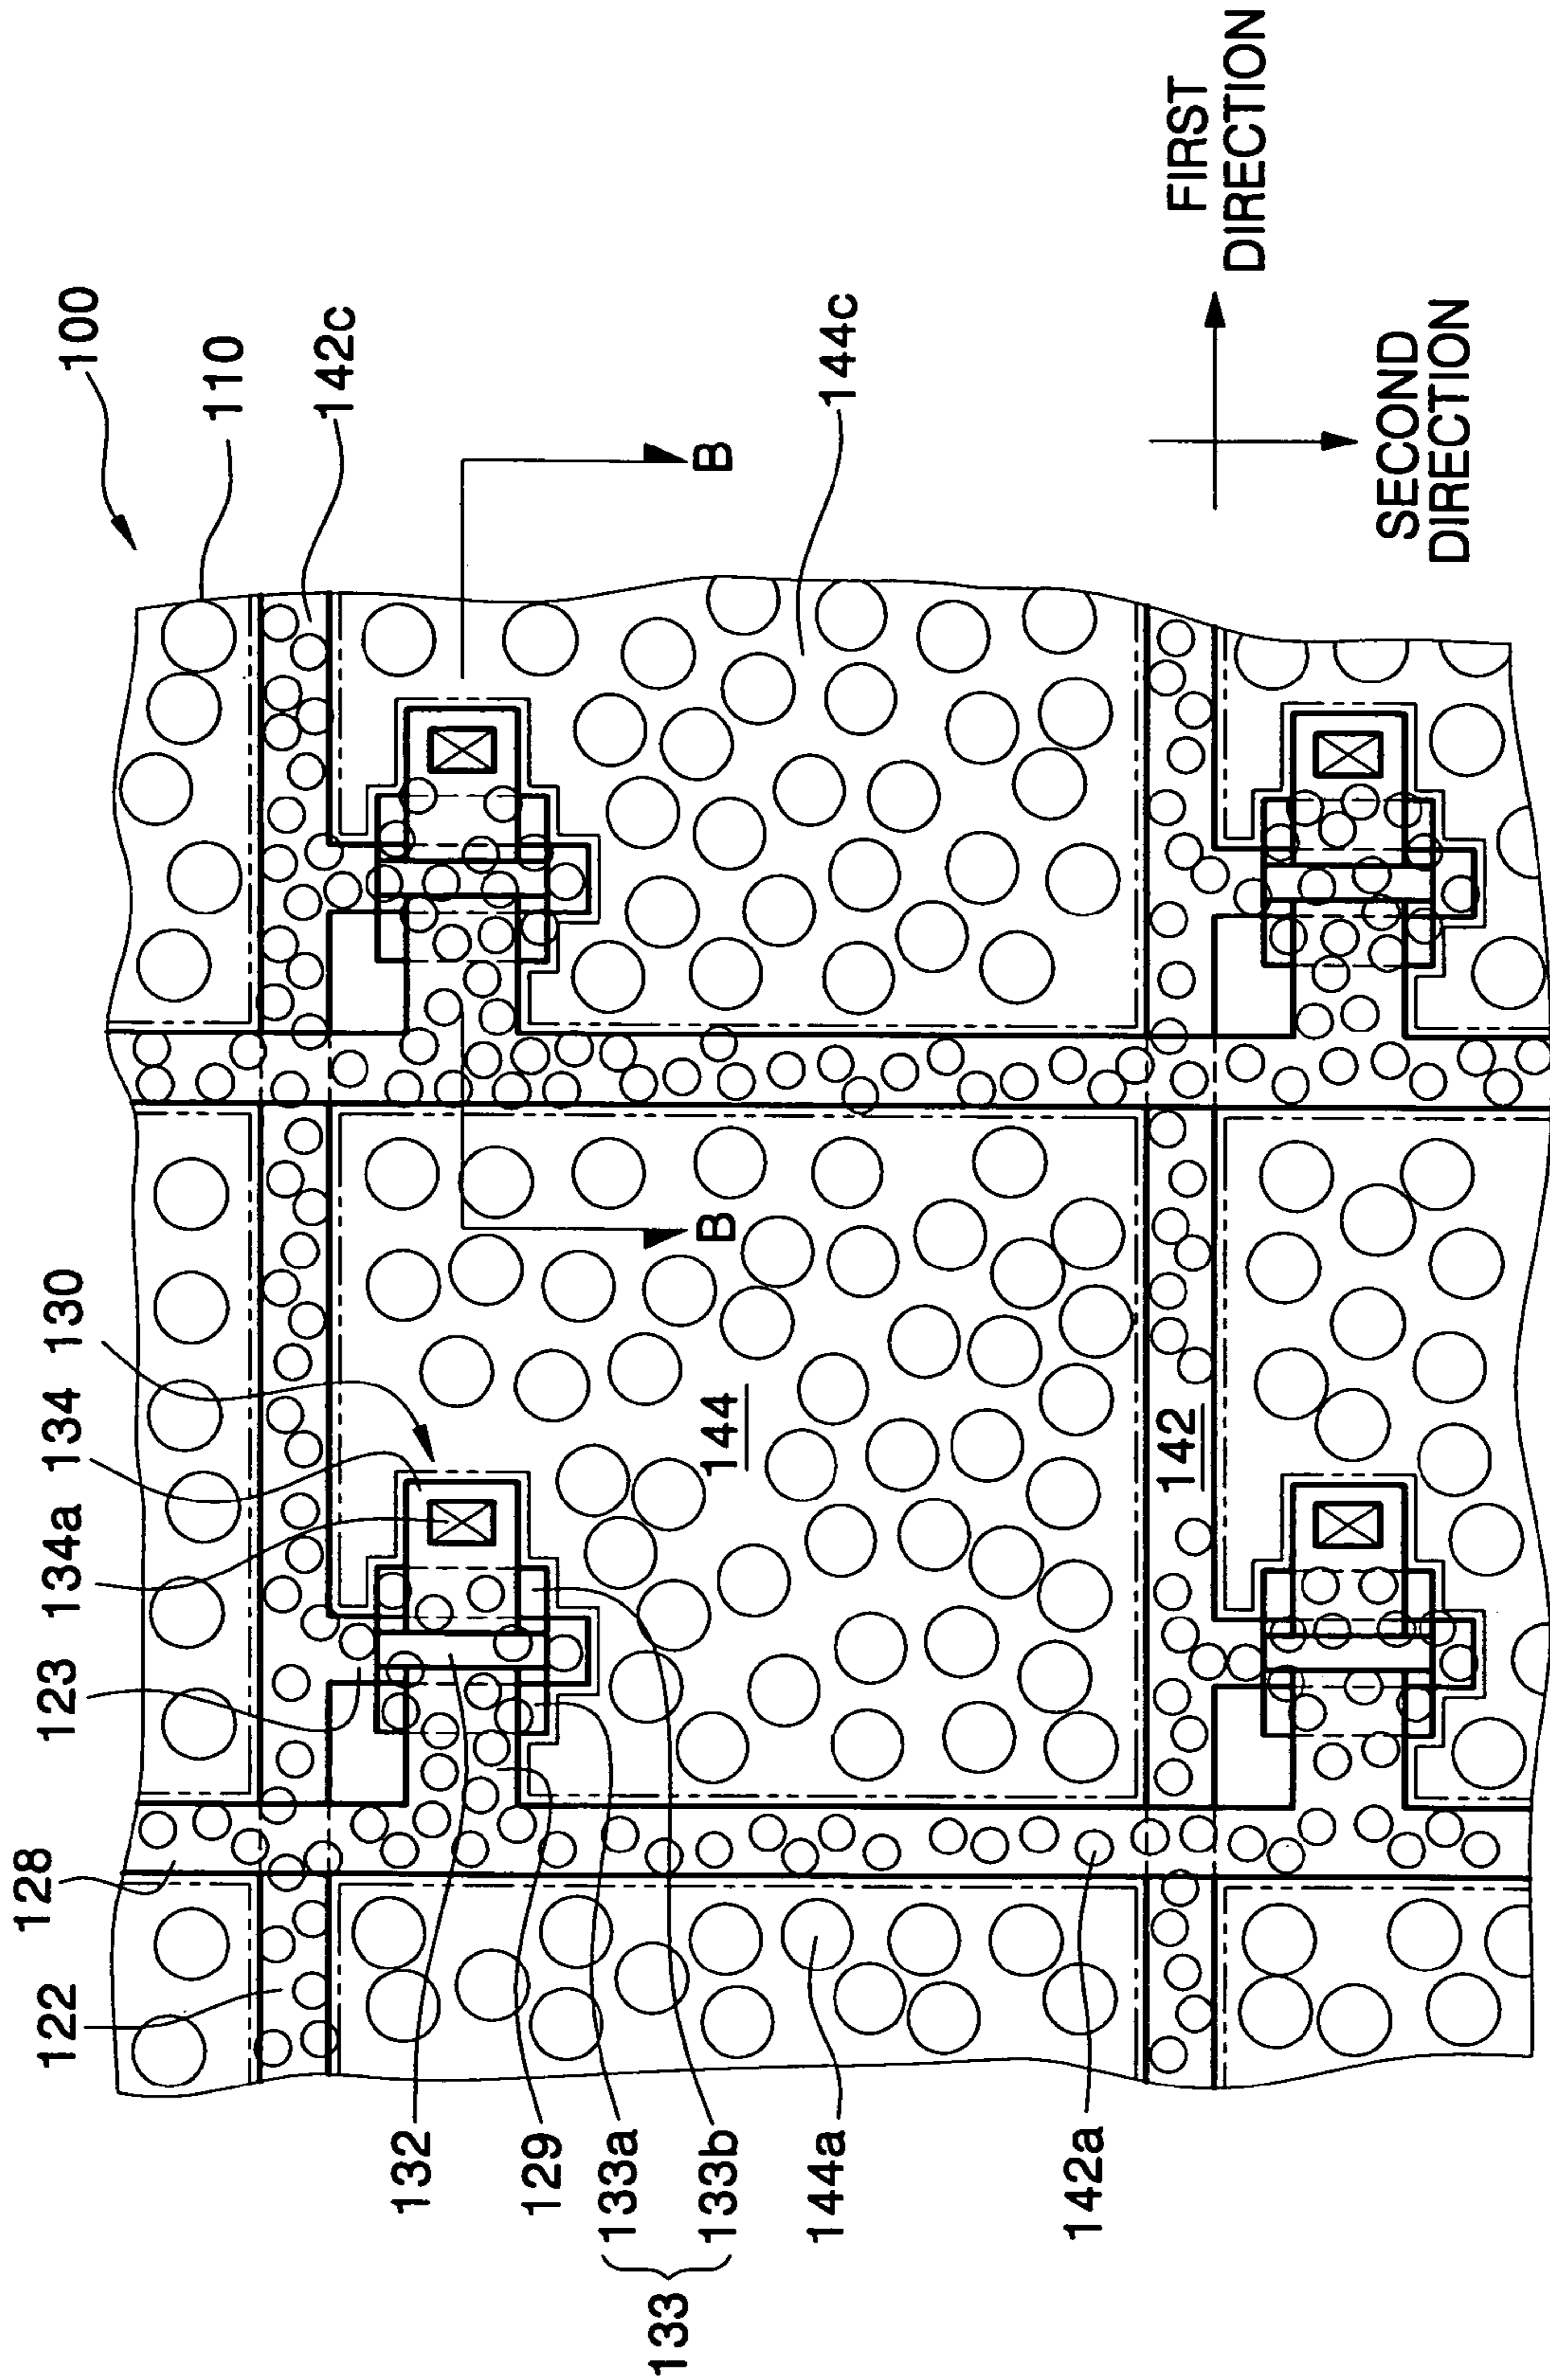 100
110
142c
144c
B
B
FIRST
DIRECTION
SECOND
DIRECTION
130
134
134a
123
128
122
144
142
132
129
133a
133b
133
144a
142a